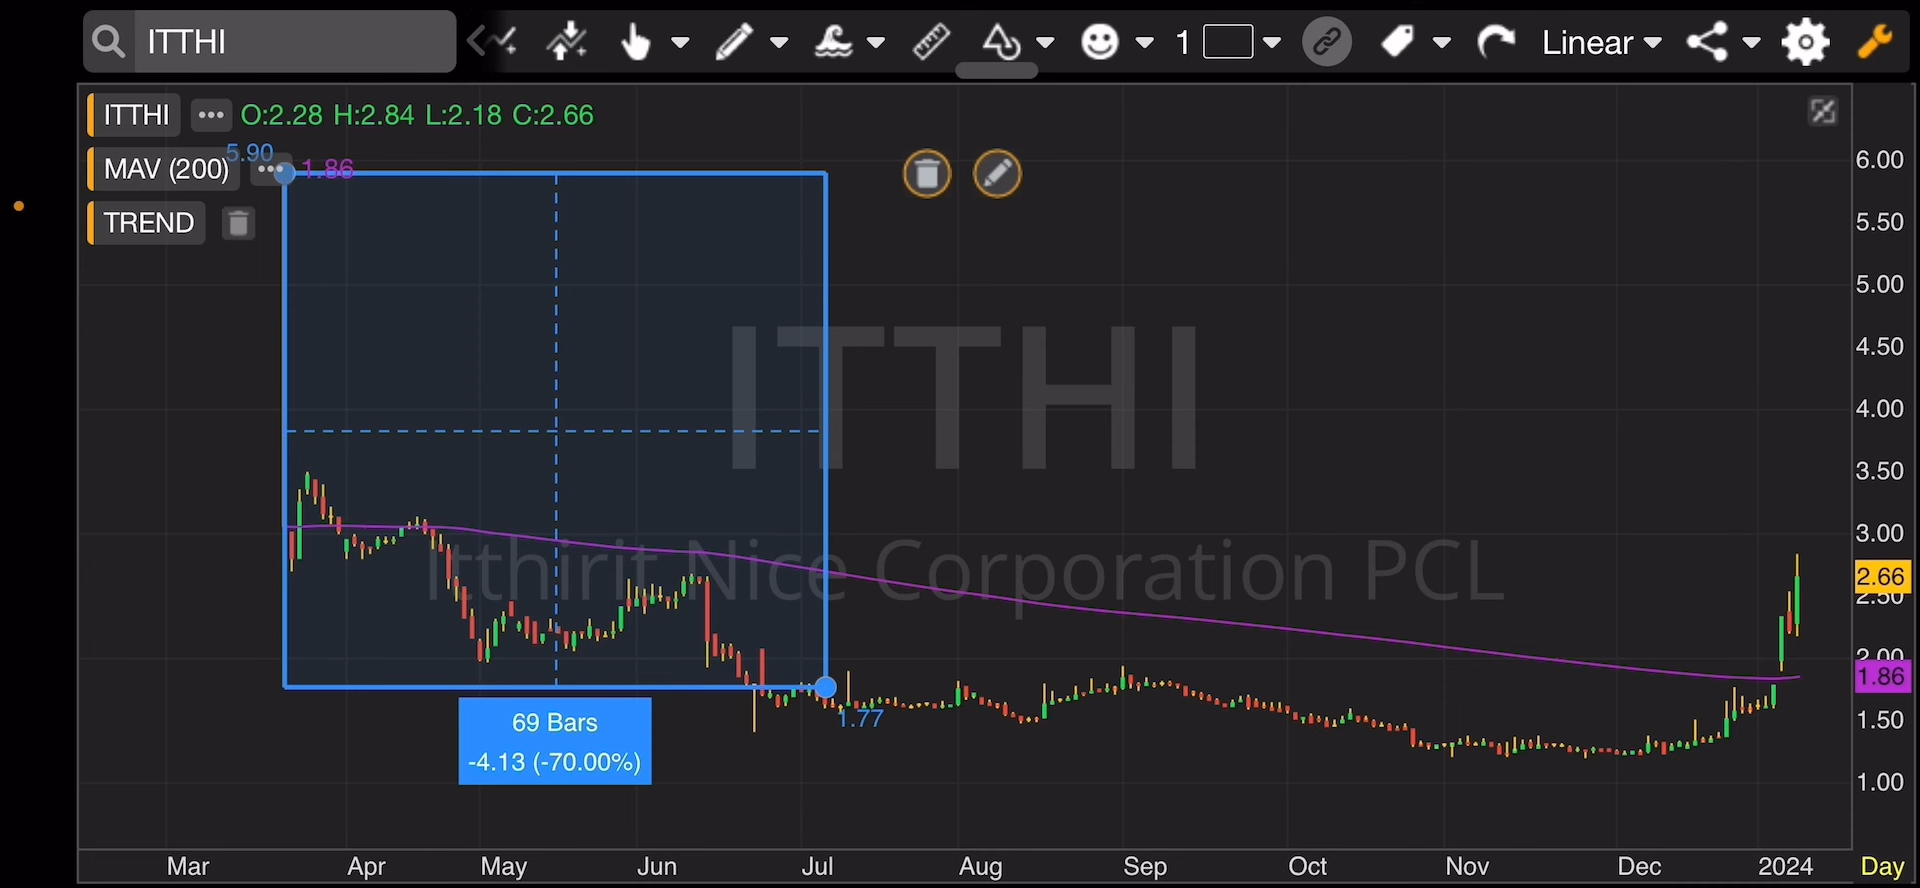 ITTHI
1
Linear
ITTHI ••• O:2.28 H:2.84 L:2.18 C:2.66
5.90
MAV (200) ••• 1.86
TREND
6.00
5.50
5.00
4.50
4.00
3.50
3.00
2.66
2.50
2.00
1.86
1.50
1.00
ITTHI
Itthirit Nice Corporation PCL
1.77
69 Bars
-4.13 (-70.00%)
Mar Apr May Jun Jul Aug Sep Oct Nov Dec 2024 Day